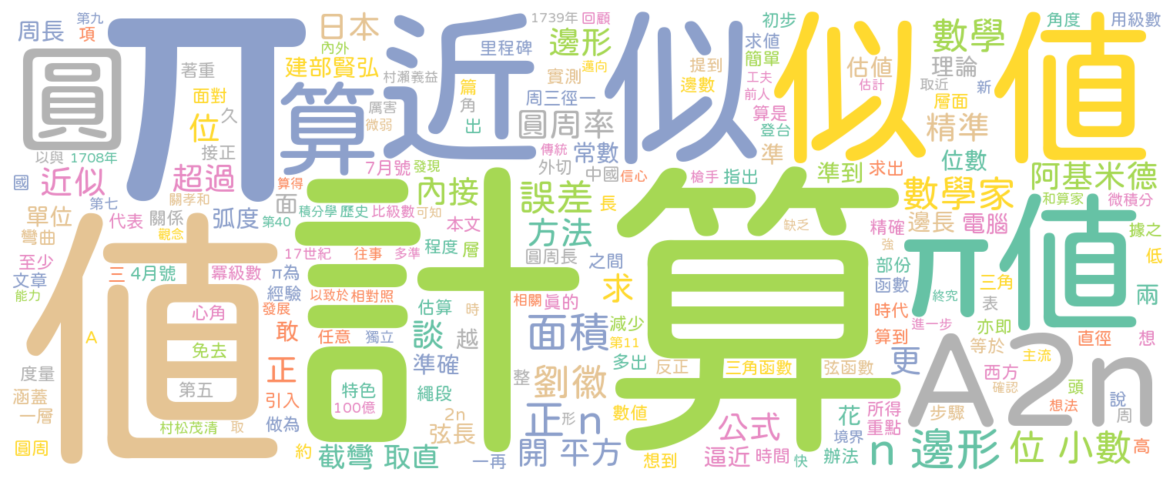 周長
第九
項
圓
π
近
似
似
値
日本
1739年
回顧
初步
角度
用級數
內外
里程碑
邊形
求值
簡單
數學
建部賢弘
村瀨義益
實測
邁向
提到
工夫
估值
理論
著重
面對
算
厲害
篇
周三徑一
邊數
前人
估計
取近
新
層面
位
久
微弱
角
出
圓周率
算是
登台
精準
以與
1708年
接正
傳統
常數
準
國
近似
超過
7月號
發現
外切
中國
信心
槍手
指出
準到
求出
位數
阿基米德
第七
關孝和
算得
面
內接
誤差
長
數學家
和算家
微積分
單位
代表
關係
弧度
第40
積分學
歷史
比級數
可知
本文
方法
計
算
缺乏
精確
邊長
電腦
據之
彎曲
觀念
程度
層
強
低
至少
三
4月號
冪級數
π為
17世紀
往事
多準
圓周長
之間
部份
π
値
文章
經驗
函數
三角
兩
能力
値
心角
發展
以致於
相對照
相關
眞的
求
時代
表
終究
敢
任意
獨立
估算
時
減少
算到
進一步
想
A
免去
談
越
面積
第11
亦即
直徑
度量
正
準確
多出
反正
三角函數
弦函數
更
等於
主流
西方
確認
A2n
涵蓋
第五
引入
特色
繩段
整
劉徽
頭
說
一層
100億
做為
2n
正n
形
數値
公式
花
所得
重點
步驟
想法
周
圓周
村松茂清
取
約
截彎
取直
弦長
一再
開
平方
想到
逼近
時間
快
境界
辦法
n
邊形
位
小數
高